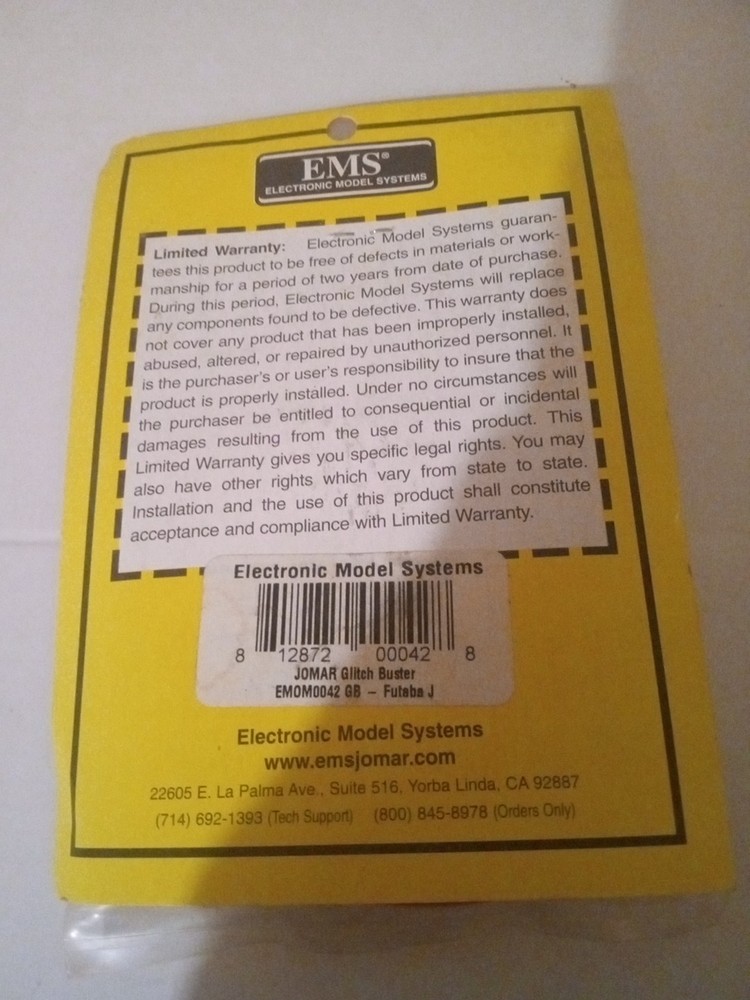 EMS®
ELECTRONIC MODEL SYSTEMS
Limited Warranty: Electronic Model Systems guaran-
tees this product to be free of defects in materials or work-
manship for a period of two years from date of purchase.
During this period, Electronic Model Systems will replace
any components found to be defective. This warranty does
not cover any product that has been improperly installed,
abused, altered, or repaired by unauthorized personnel. It
is the purchaser's or user's responsibility to insure that the
product is properly installed. Under no circumstances will
the purchaser be entitled to consequential or incidental
damages resulting from the use of this product. This
Limited Warranty gives you specific legal rights. You may
also have other rights which vary from state to state.
Installation and the use of this product shall constitute
acceptance and compliance with Limited Warranty.
Electronic Model Systems
8 12872 00042 8
JOMAR Glitch Buster
EMOM0042 GB – Futaba J
Electronic Model Systems
www.emsjomar.com
22605 E. La Palma Ave., Suite 516, Yorba Linda, CA 92887
(714) 692-1393 (Tech Support) (800) 845-8978 (Orders Only)